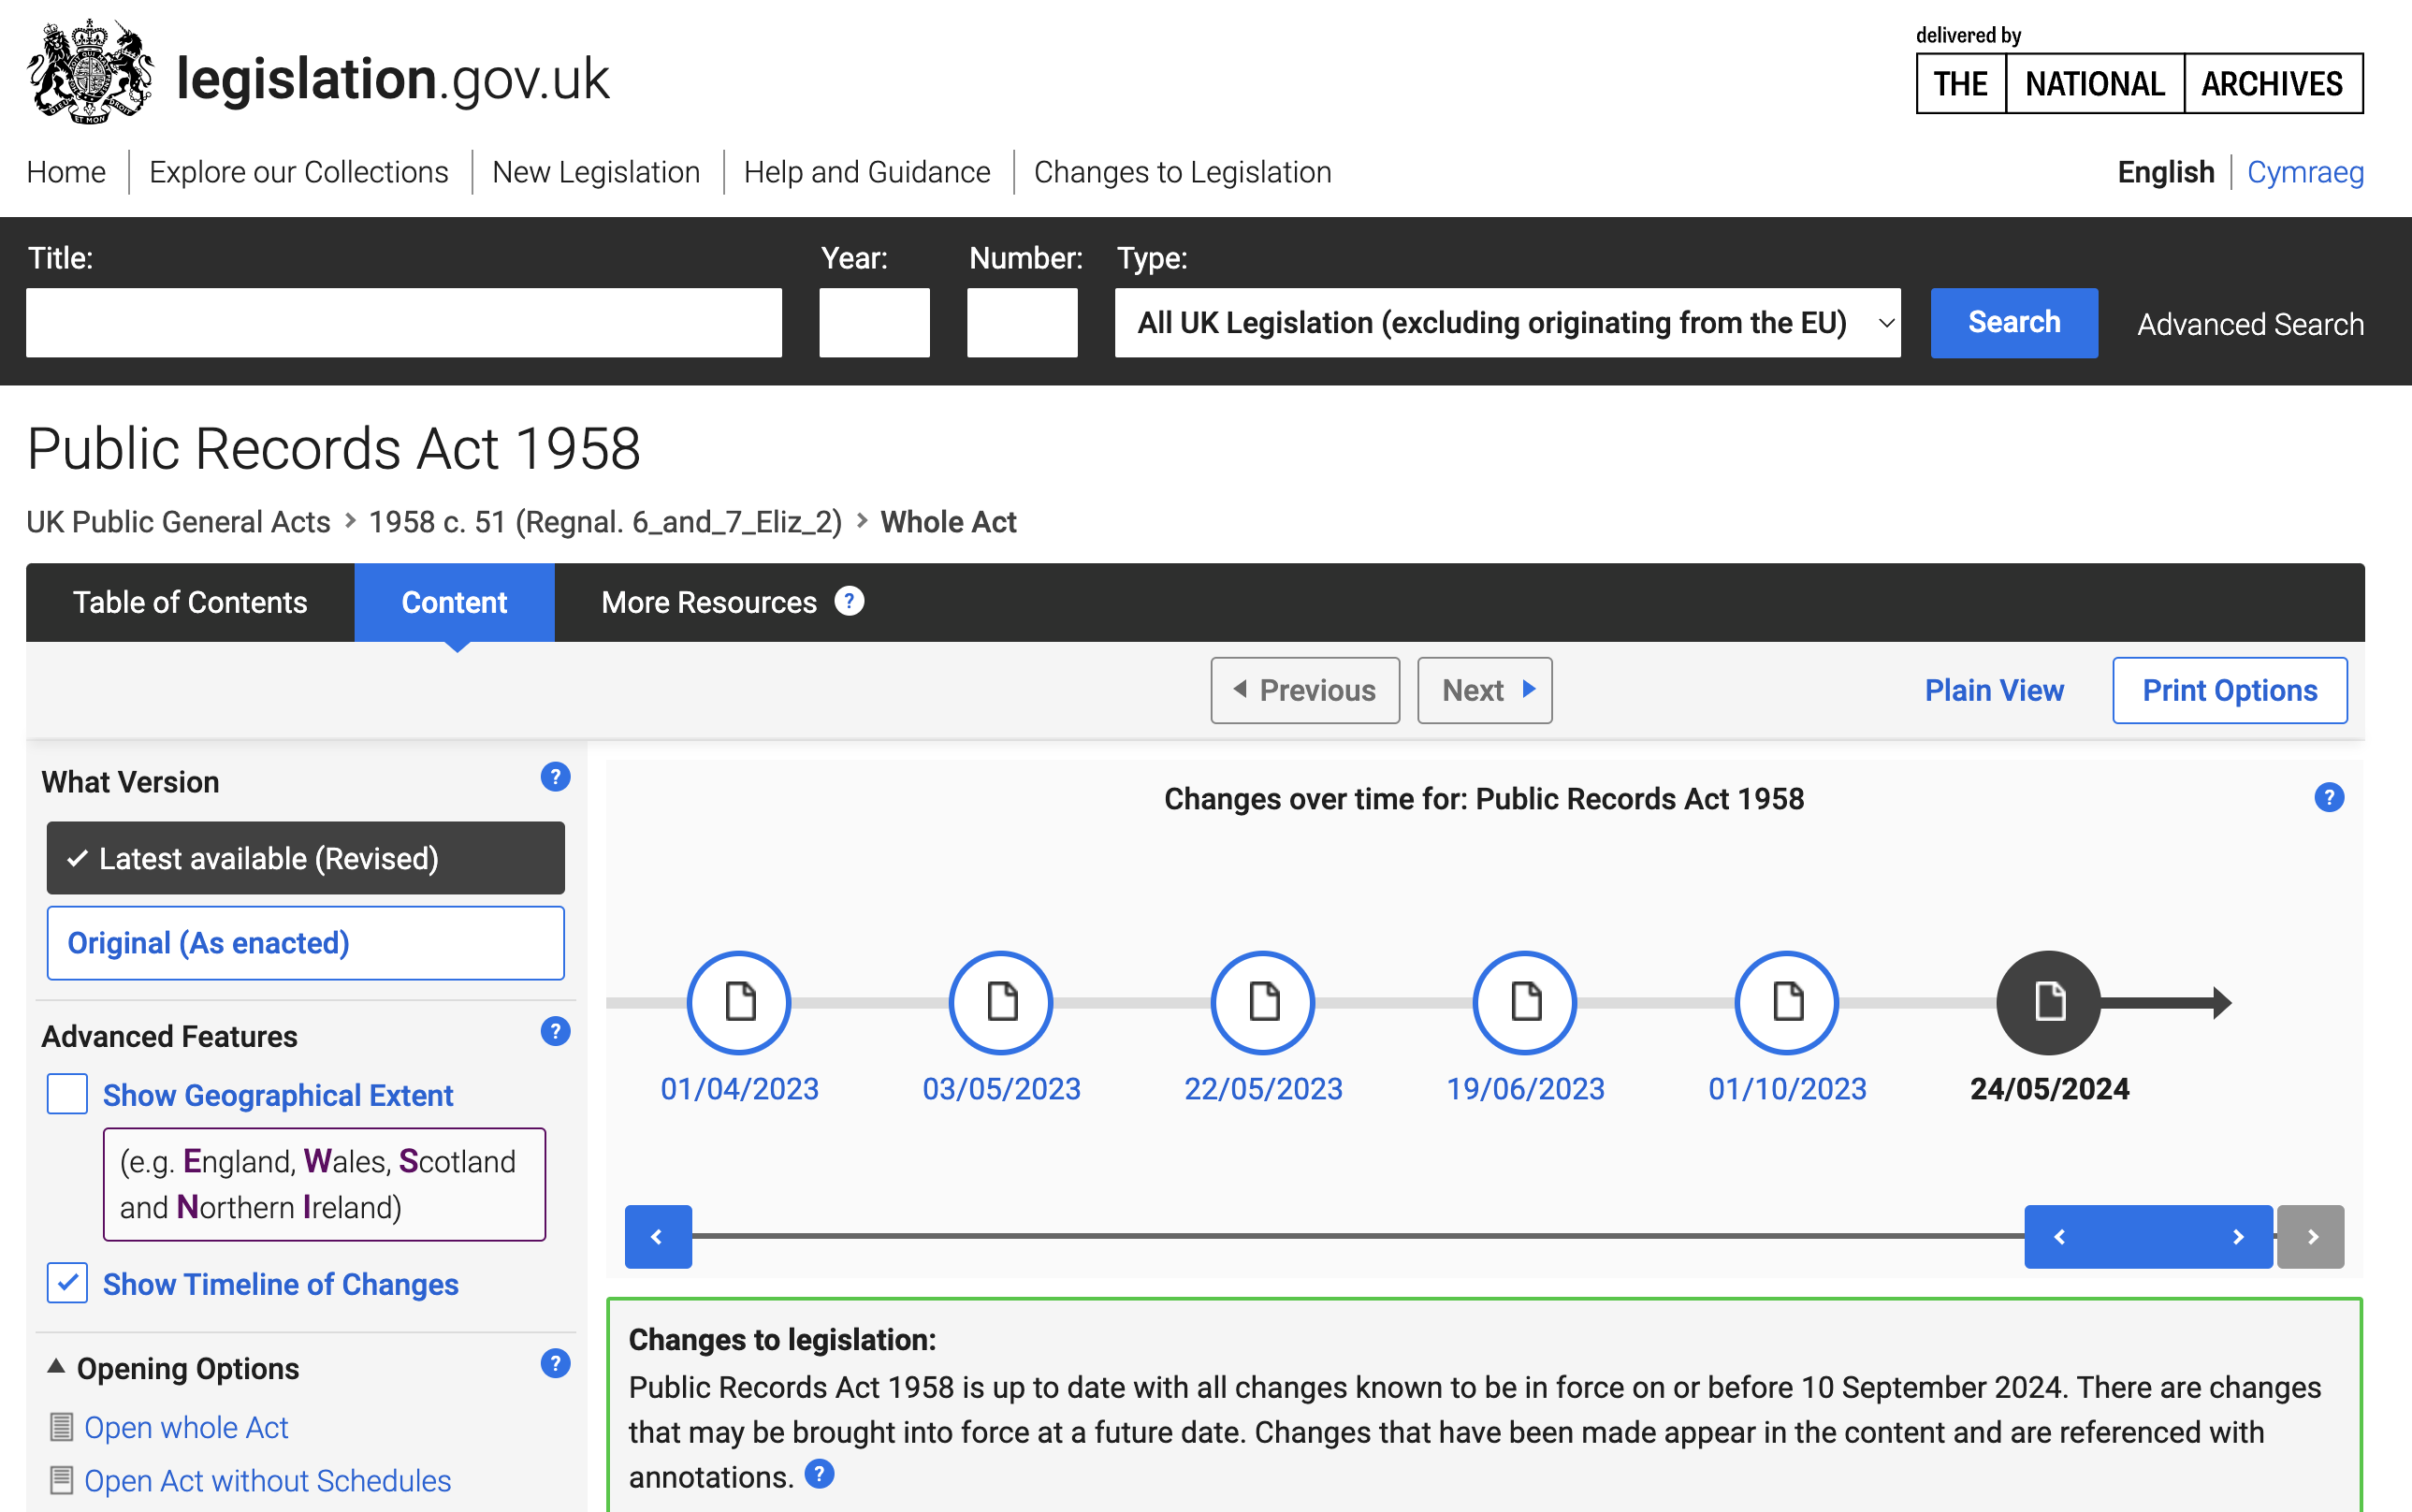 legislation.gov.uk
delivered by
THE NATIONAL ARCHIVES
Home Explore our Collections New Legislation Help and Guidance Changes to Legislation English Cymraeg
Title: Year: Number: Type:
All UK Legislation (excluding originating from the EU) Search Advanced Search
Public Records Act 1958
UK Public General Acts > 1958 c. 51 (Regnal. 6_and_7_Eliz_2) > Whole Act
Table of Contents Content More Resources ?
Previous Next Plain View Print Options
What Version ?
Latest available (Revised)
Original (As enacted)
Advanced Features ?
Show Geographical Extent
(e.g. England, Wales, Scotland
and Northern Ireland)
Show Timeline of Changes
Opening Options ?
Open whole Act
Open Act without Schedules
Changes over time for: Public Records Act 1958 ?
01/04/2023 03/05/2023 22/05/2023 19/06/2023 01/10/2023 24/05/2024
Changes to legislation:
Public Records Act 1958 is up to date with all changes known to be in force on or before 10 September 2024. There are changes
that may be brought into force at a future date. Changes that have been made appear in the content and are referenced with
annotations. ?